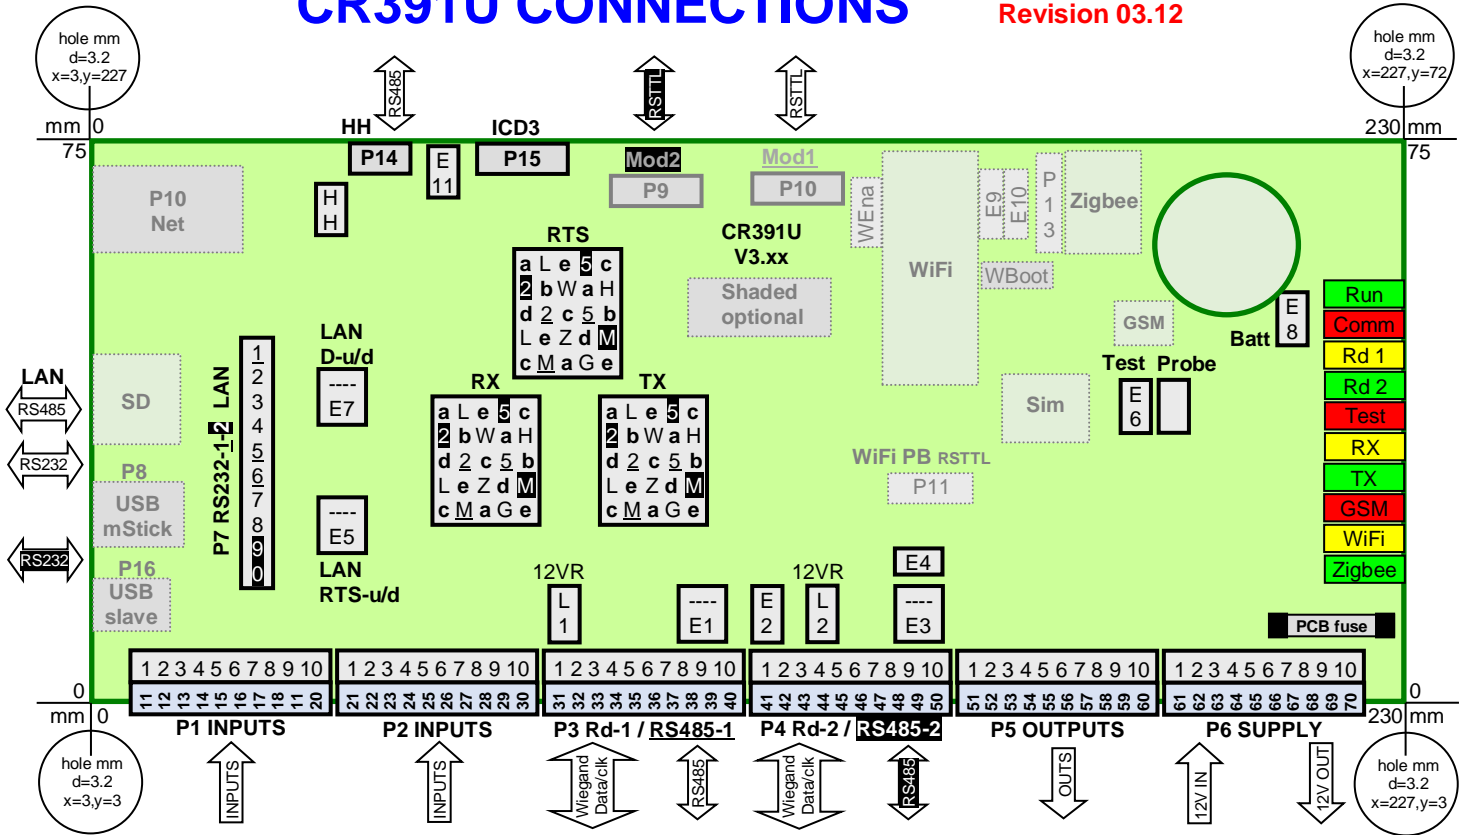 CR391U CONNECTIONS
Revision 03.12
hole mm
d=3.2
x=3,y=227
hole mm
d=3.2
x=227,y=72
RS485
RSTTL
RSTTL
mm 0
75
230 mm
75
HH
P14
E
11
ICD3
P15
Mod2
P9
Mod1
P10
P10
Net
H
H
WEna
WiFi
E9
E10
P
1
3
Zigbee
WBoot
RTS
a L e 5 c
2 b W a H
d 2 c 5 b
L e Z d M
c M a G e
CR391U
V3.xx
Shaded
optional
GSM
Batt
E
8
Run
Comm
Rd 1
Rd 2
Test
RX
TX
GSM
WiFi
Zigbee
LAN
RS485
RS232
RS232
SD
P8
USB
mStick
P16
USB
slave
P7 RS232-1-2 LAN
1
2
3
4
5
6
7
8
9
0
LAN
D-u/d
----
E7
----
E5
LAN
RTS-u/d
RX
a L e 5 c
2 b W a H
d 2 c 5 b
L e Z d M
c M a G e
TX
a L e 5 c
2 b W a H
d 2 c 5 b
L e Z d M
c M a G e
Test Probe
E
6
Sim
WiFi PB RSTTL
P11
12VR
L
1
----
E1
12VR
E
2
L
2
E4
----
E3
PCB fuse
1 2 3 4 5 6 7 8 9 10
1 2 3 4 5 6 7 8 9 10
1 2 3 4 5 6 7 8 9 10
1 2 3 4 5 6 7 8 9 10
1 2 3 4 5 6 7 8 9 10
1 2 3 4 5 6 7 8 9 10
11 12 13 14 15 16 17 18 11 20
21 22 23 24 25 26 27 28 29 30
31 32 33 34 35 36 37 38 39 40
41 42 43 44 45 46 47 48 49 50
51 52 53 54 55 56 57 58 59 60
61 62 63 64 65 66 67 68 69 70
0
mm 0
0
230 mm
P1 INPUTS
P2 INPUTS
P3 Rd-1 / RS485-1
P4 Rd-2 / RS485-2
P5 OUTPUTS
P6 SUPPLY
hole mm
d=3.2
x=3,y=3
INPUTS
INPUTS
Wiegand
Data/clk
RS485
Wiegand
Data/clk
RS485
OUTS
12V IN
12V OUT
hole mm
d=3.2
x=227,y=3